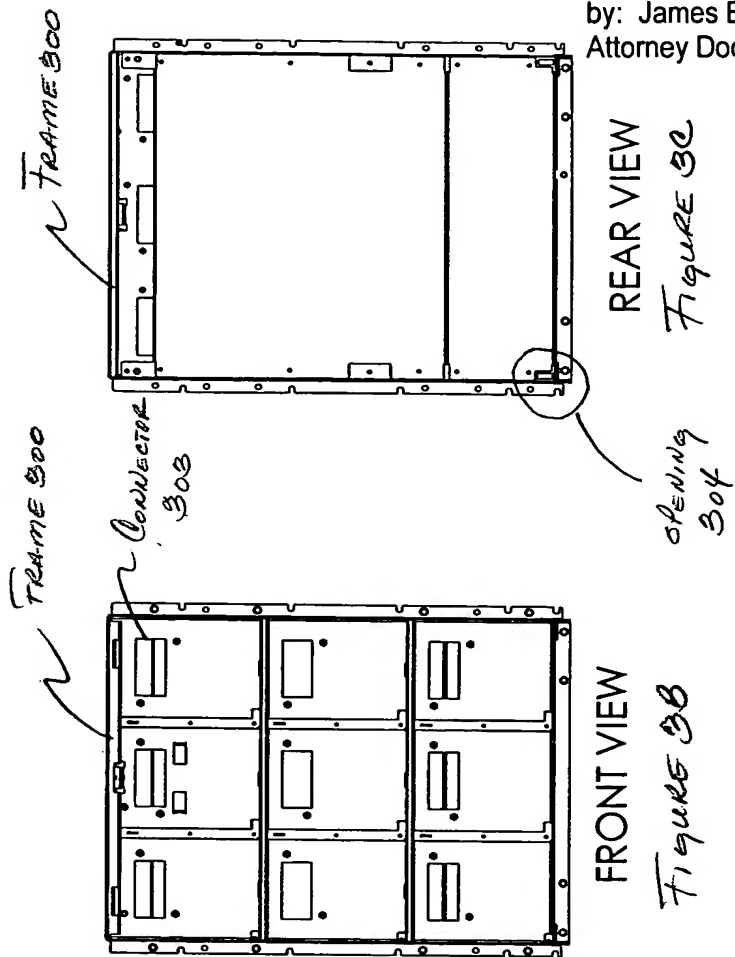 by: James E
Attorney Doc
FRAME 300
REAR VIEW
FIGURE 3C
OPENING
304
FRAME 300
CONNECTOR
303
FRONT VIEW
FIGURE 3B